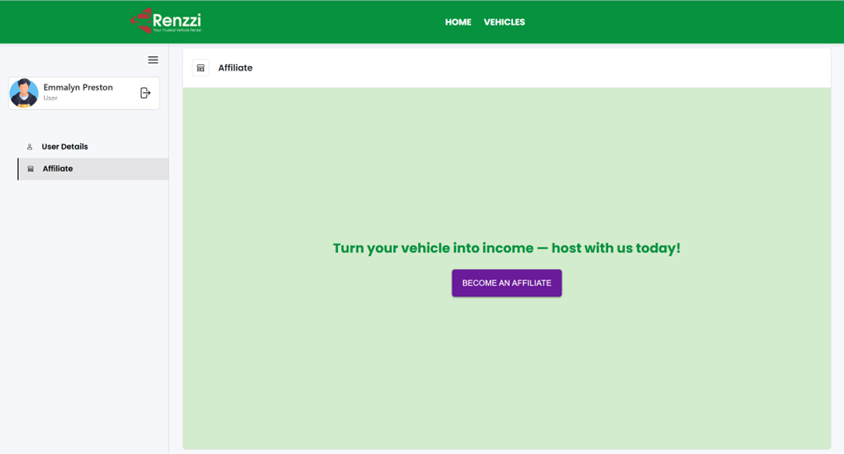 Renzzi
Your Trusted Vehicle Rental
HOME VEHICLES
Emmalyn Preston
User
User Details
Affiliate
Affiliate
Turn your vehicle into income — host with us today!
BECOME AN AFFILIATE